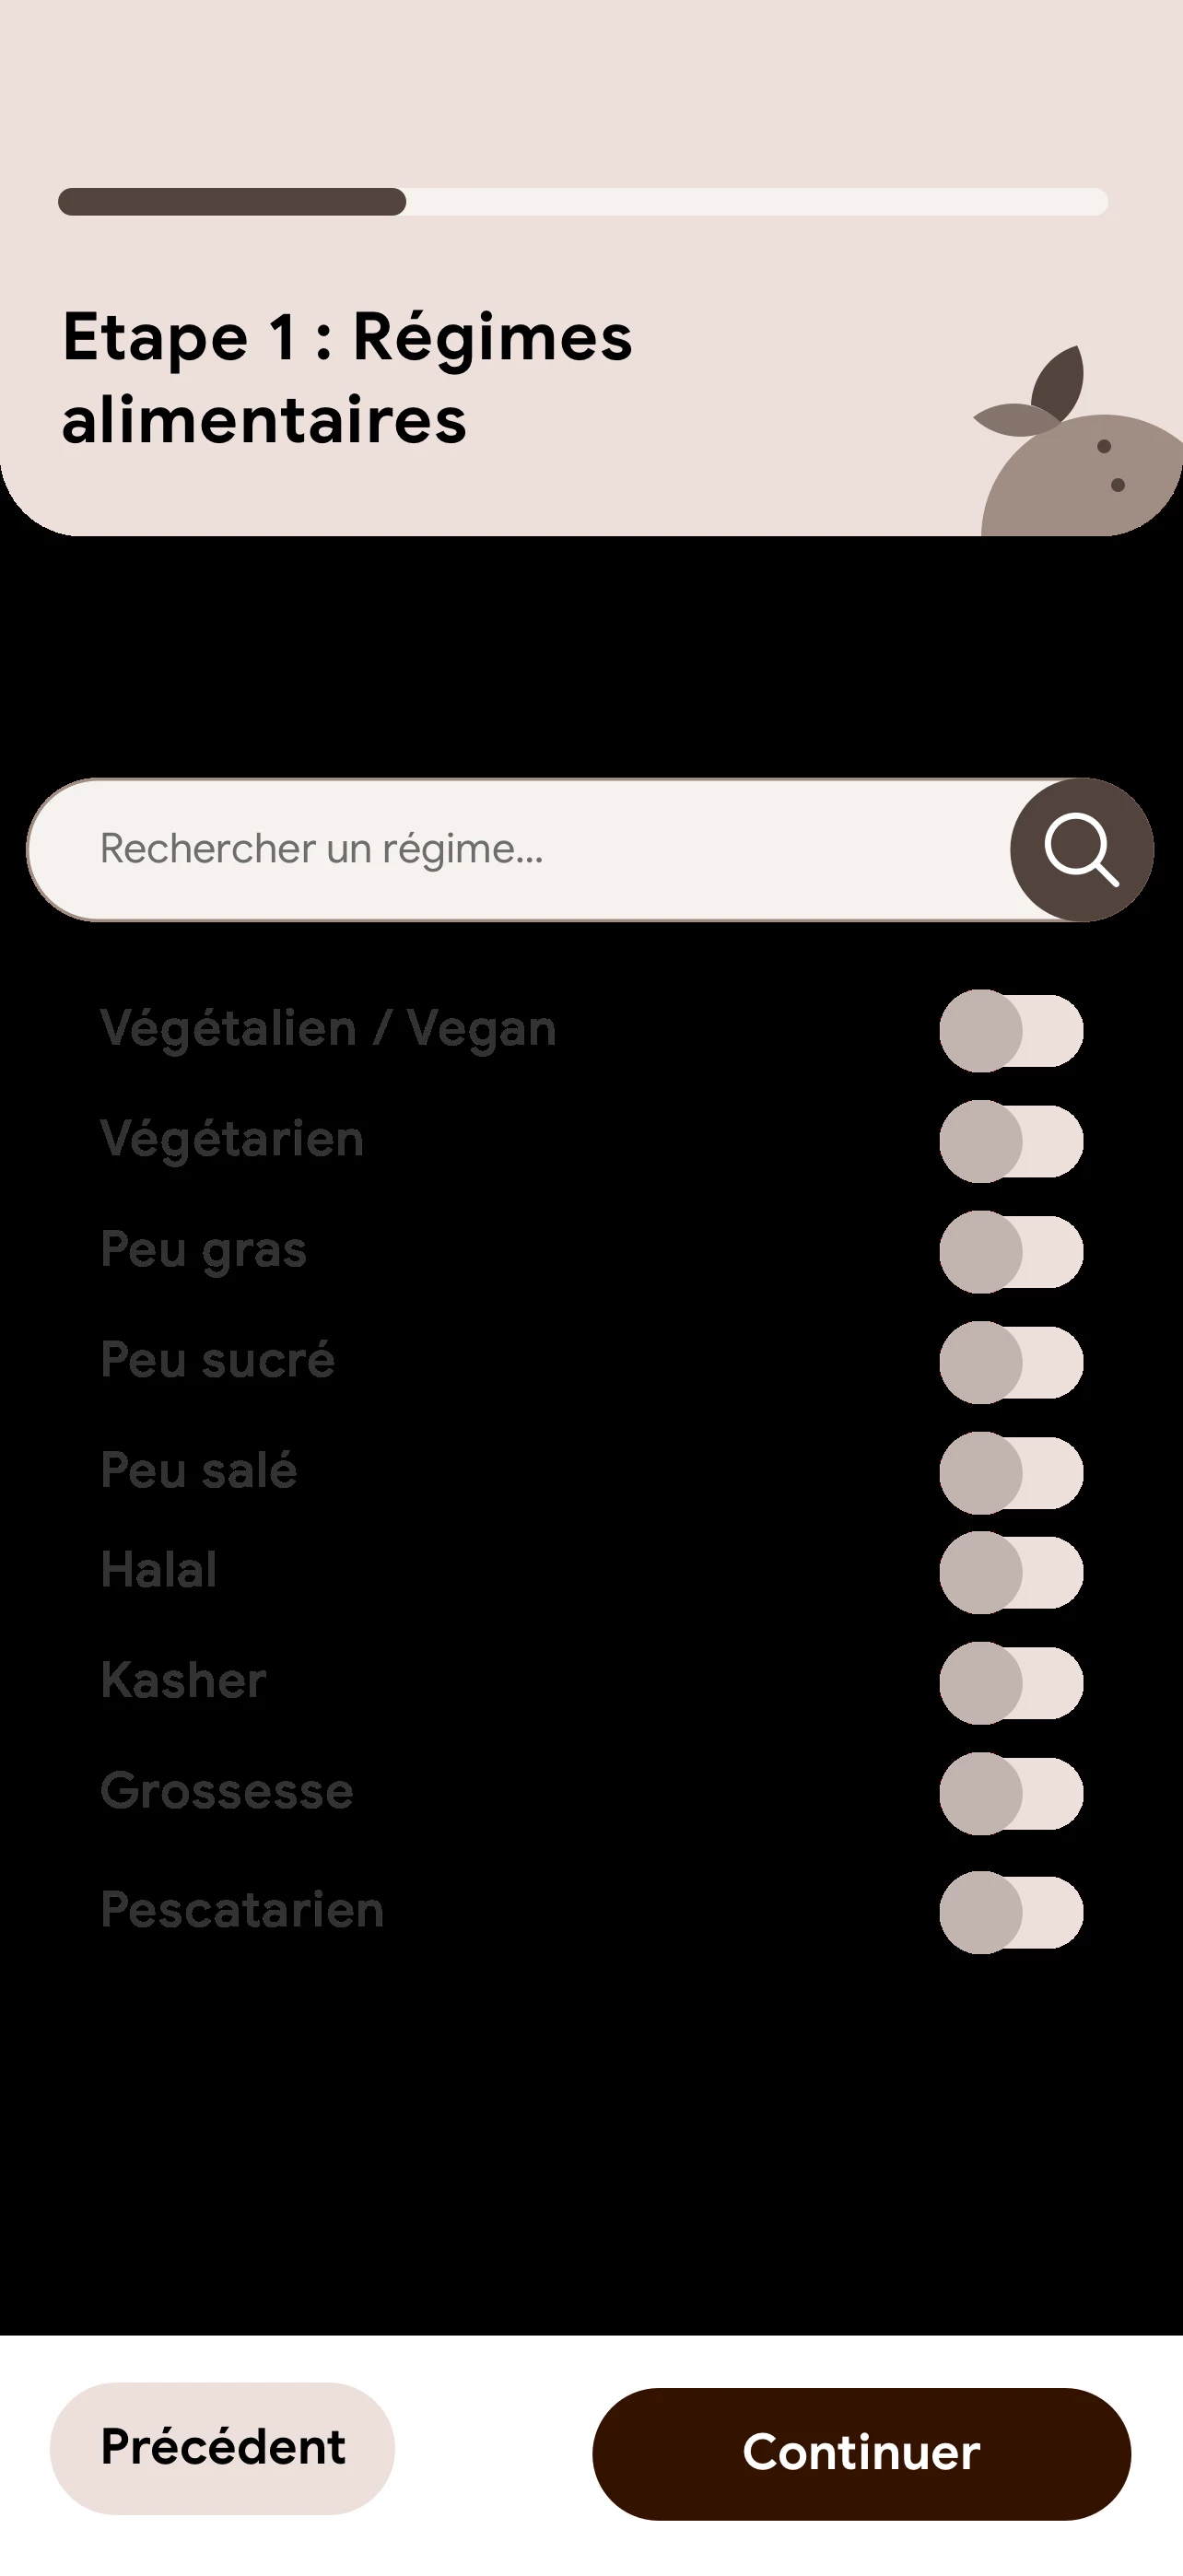 Etape 1 : Régimes
alimentaires
Rechercher un régime...
Végétalien / Vegan
Végétarien
Peu gras
Peu sucré
Peu salé
Halal
Kasher
Grossesse
Pescatarien
Précédent
Continuer